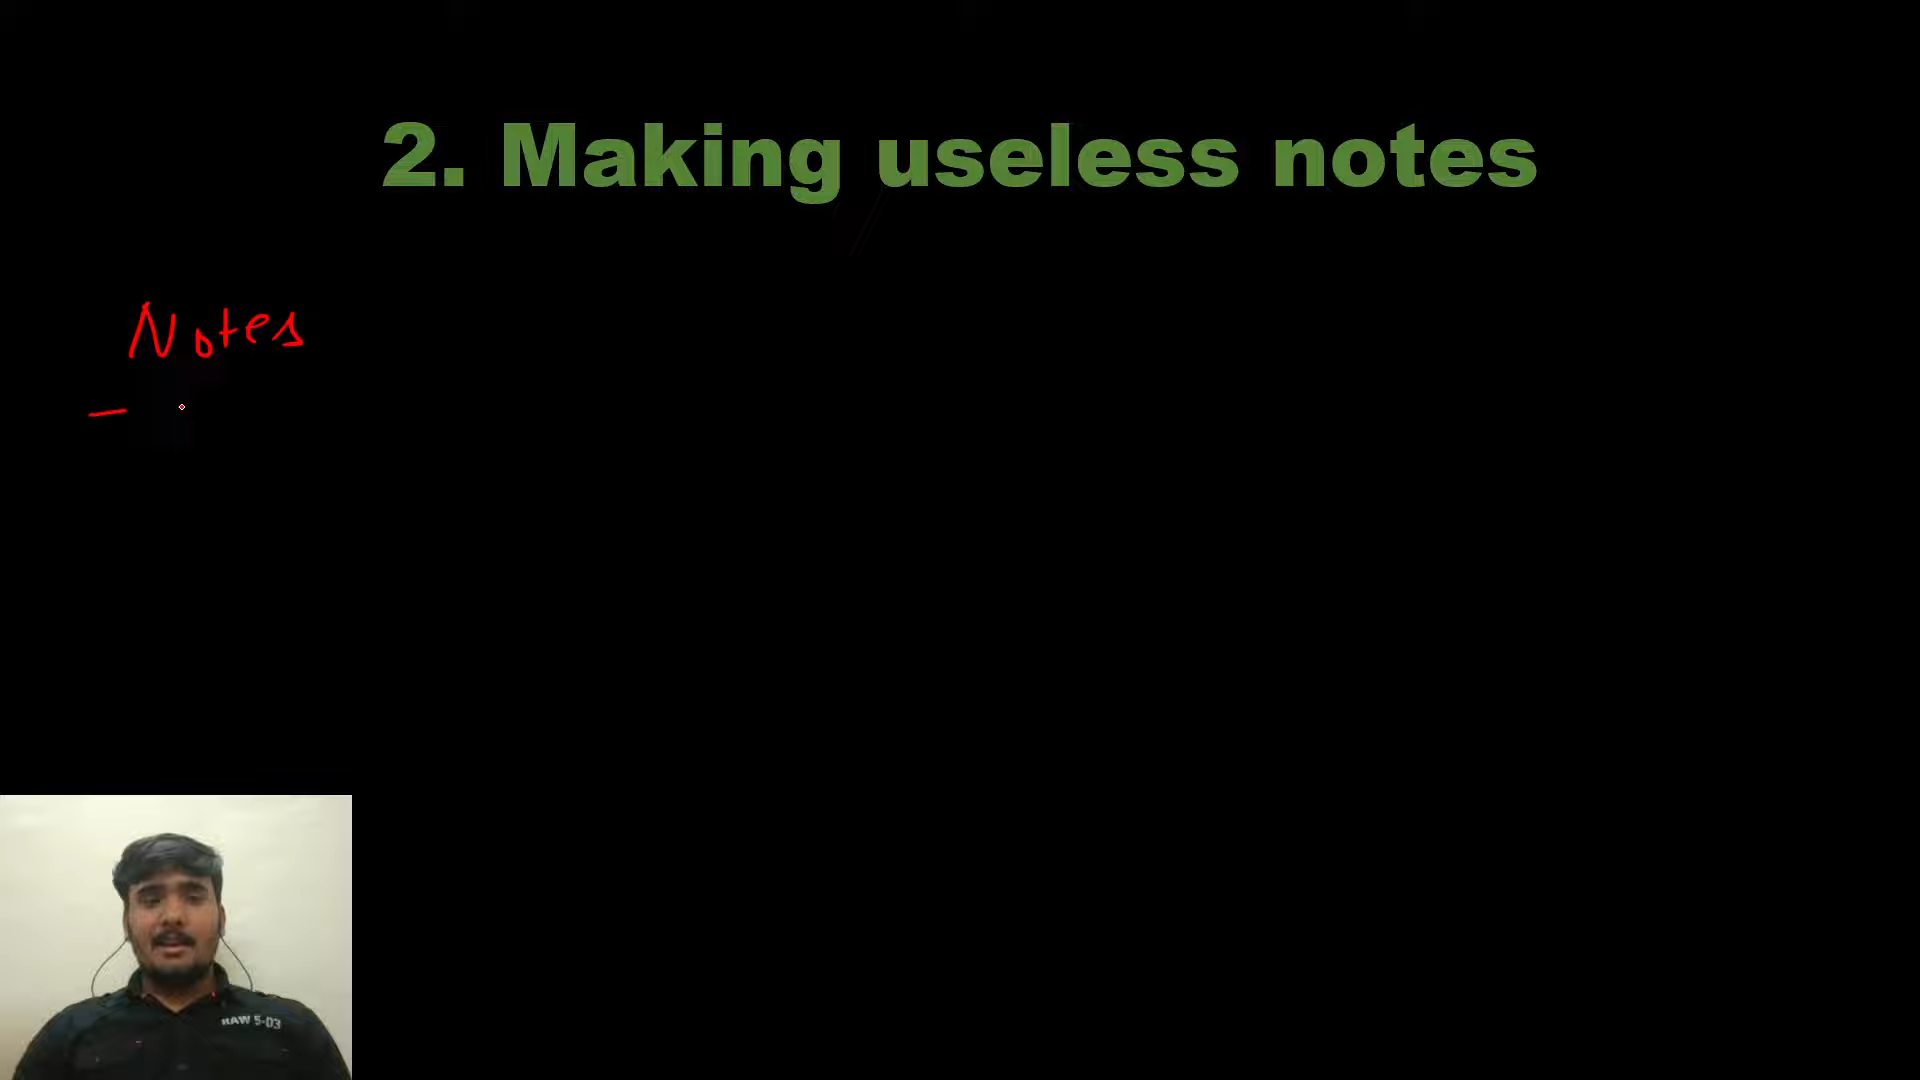 2. Making useless notes
Notes
—
RAW 5-03